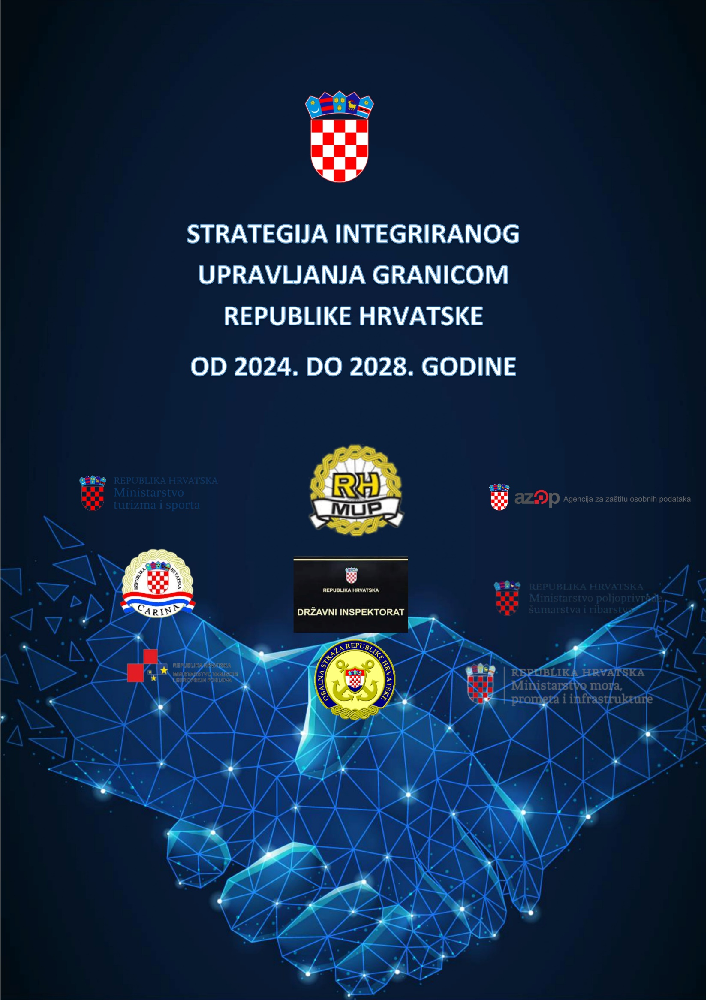 STRATEGIJA INTEGRIRANOG
UPRAVLJANJA GRANICOM
REPUBLIKE HRVATSKE
OD 2024. DO 2028. GODINE
REPUBLIKA HRVATSKA
Ministarstvo
turizma i sporta
RH
MUP
azop Agencija za zaštitu osobnih podataka
REPUBLIKA HRVATSKA
CARINA
REPUBLIKA HRVATSKA
DRŽAVNI INSPEKTORAT
REPUBLIKA HRVATSKA
Ministarstvo poljoprivrede,
šumarstva i ribarstva
REPUBLIKA HRVATSKA
MINISTARSTVO VANJSKIH
I EUROPSKIH POSLOVA
OBALNA STRAŽA REPUBLIKE HRVATSKE
REPUBLIKA HRVATSKA
Ministarstvo mora,
prometa i infrastrukture